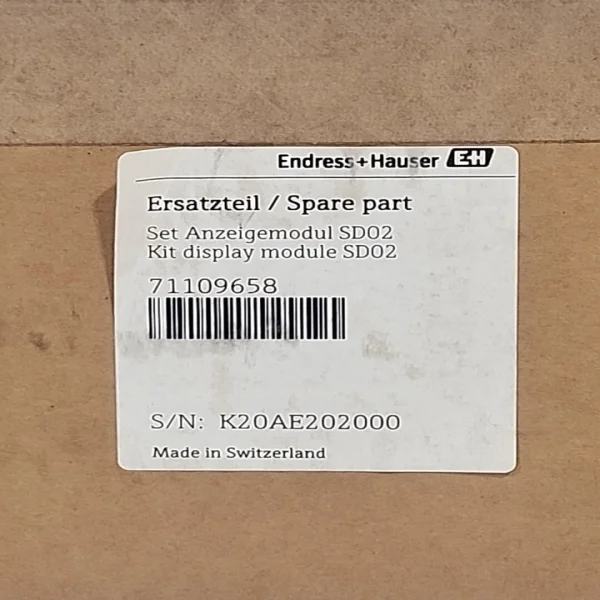 Endress+Hauser EH
Ersatzteil / Spare part
Set Anzeigemodul SD02
Kit display module SD02
71109658
S/N: K20AE202000
Made in Switzerland